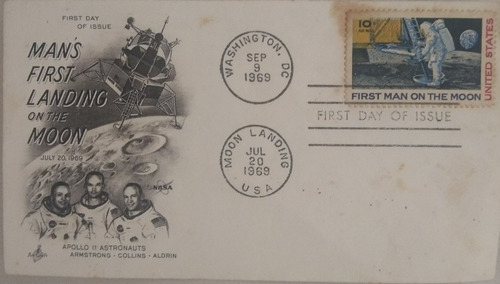 FIRST DAY
OF ISSUE
MAN'S
FIRST
LANDING
ON THE
MOON
JULY 20, 1969
NASA
APOLLO 11 ASTRONAUTS
ARMSTRONG - COLLINS - ALDRIN
WASHINGTON, DC
SEP
9
1969
MOON LANDING
JUL
20
1969
USA
10¢
UNITED STATES
FIRST MAN ON THE MOON
FIRST DAY OF ISSUE